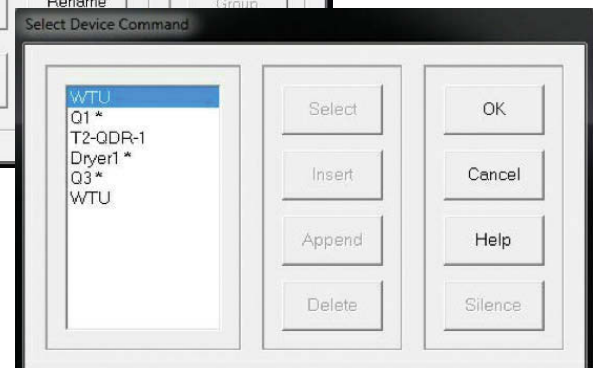 Rename
Group
Select Device Command
WTU
Q1 *
T2-QDR-1
Dryer1 *
Q3 *
WTU
Select
Insert
Append
Delete
OK
Cancel
Help
Silence